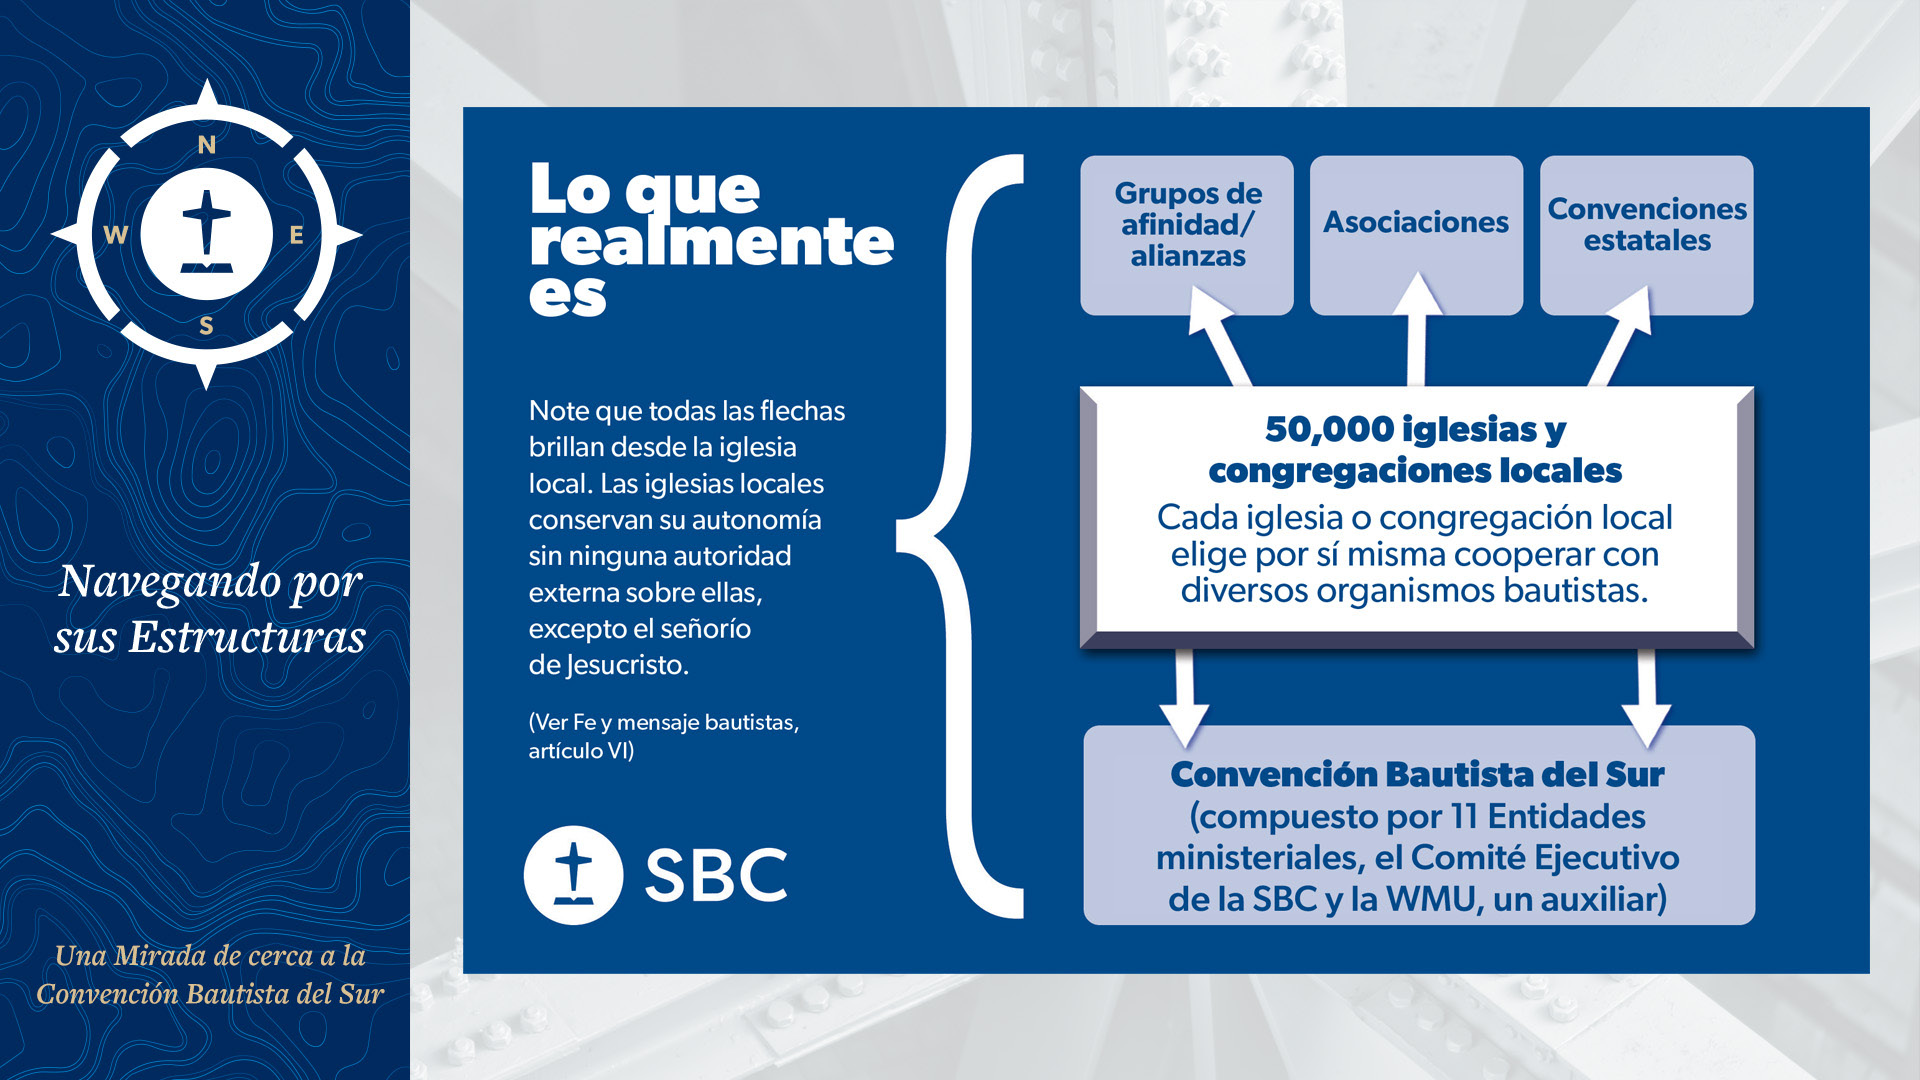 N
W
E
S
Navegando por
sus Estructuras
Una Mirada de cerca a la
Convención Bautista del Sur
Lo que
realmente
es
Note que todas las flechas
brillan desde la iglesia
local. Las iglesias locales
conservan su autonomía
sin ninguna autoridad
externa sobre ellas,
excepto el señorío
de Jesucristo.
(Ver Fe y mensaje bautistas,
artículo VI)
SBC
Grupos de
afinidad/
alianzas
Asociaciones
Convenciones
estatales
50,000 iglesias y
congregaciones locales
Cada iglesia o congregación local
elige por sí misma cooperar con
diversos organismos bautistas.
Convención Bautista del Sur
(compuesto por 11 Entidades
ministeriales, el Comité Ejecutivo
de la SBC y la WMU, un auxiliar)